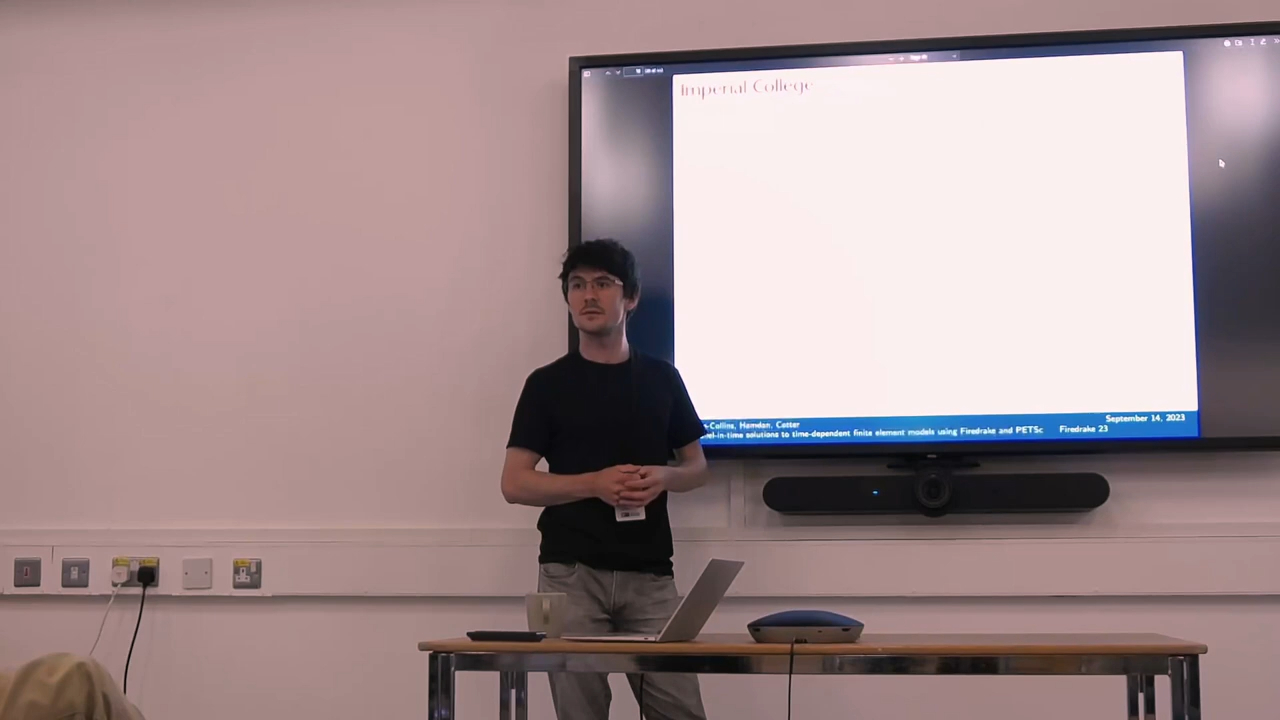 Imperial College
-Collins, Hamdan, Cotter
September 14, 2023
el-in-time solutions to time-dependent finite element models using Firedrake and PETSc
Firedrake 23